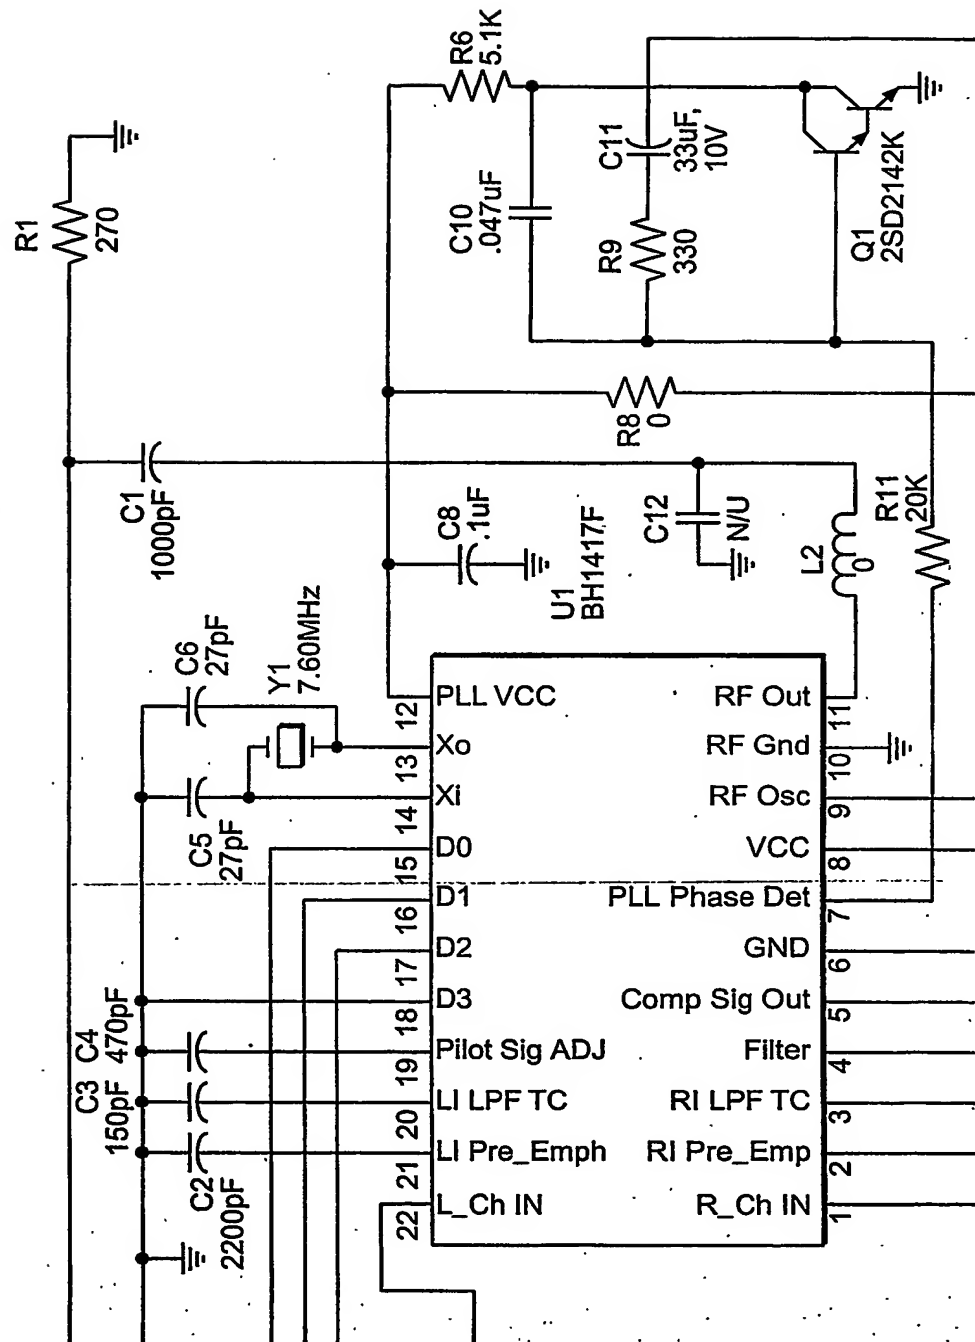 R6
5.1K
R1
270
C11
33uF,
10V
C10
.047uF
R9
330
Q1
2SD2142K
R8
0
C1
1000pF
C8
.1uF
C12
N/U
R11
20K
L2
0
U1
BH1417F
C6
27pF
Y1
7.60MHz
C5
27pF
C4
470pF
C3
150pF
C2
2200pF
12
PLL VCC
RF Out
11
13
Xo
RF Gnd
10
14
Xi
RF Osc
9
15
D0
VCC
8
16
D1
PLL Phase Det
7
17
D2
GND
6
18
D3
Comp Sig Out
5
19
Pilot Sig ADJ
Filter
4
20
LI LPF TC
RI LPF TC
3
21
LI Pre_Emph
RI Pre_Emp
2
22
L_Ch IN
R_Ch IN
1